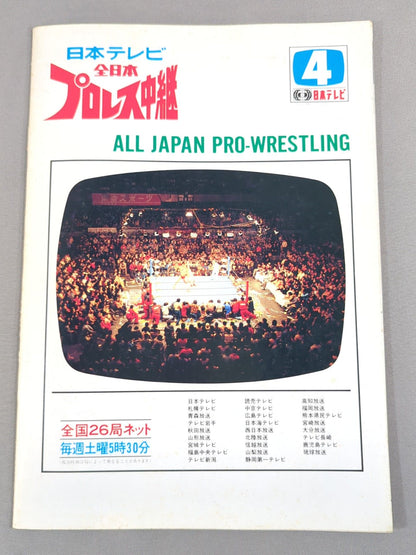 日本テレビ
全日本
プロレス中継
4
日本テレビ
ALL JAPAN PRO-WRESTLING
日本テレビ 読売テレビ 高知放送
札幌テレビ 中京テレビ 福岡放送
青森放送 広島テレビ 熊本県民テレビ
テレビ岩手 日本海テレビ 宮崎放送
秋田放送 西日本放送 大分放送
山形放送 北陸放送 テレビ長崎
宮城テレビ 信越放送 鹿児島テレビ
福島中央テレビ 山梨放送 琉球放送
テレビ新潟 静岡第一テレビ
全国26局ネット
毎週土曜5時30分